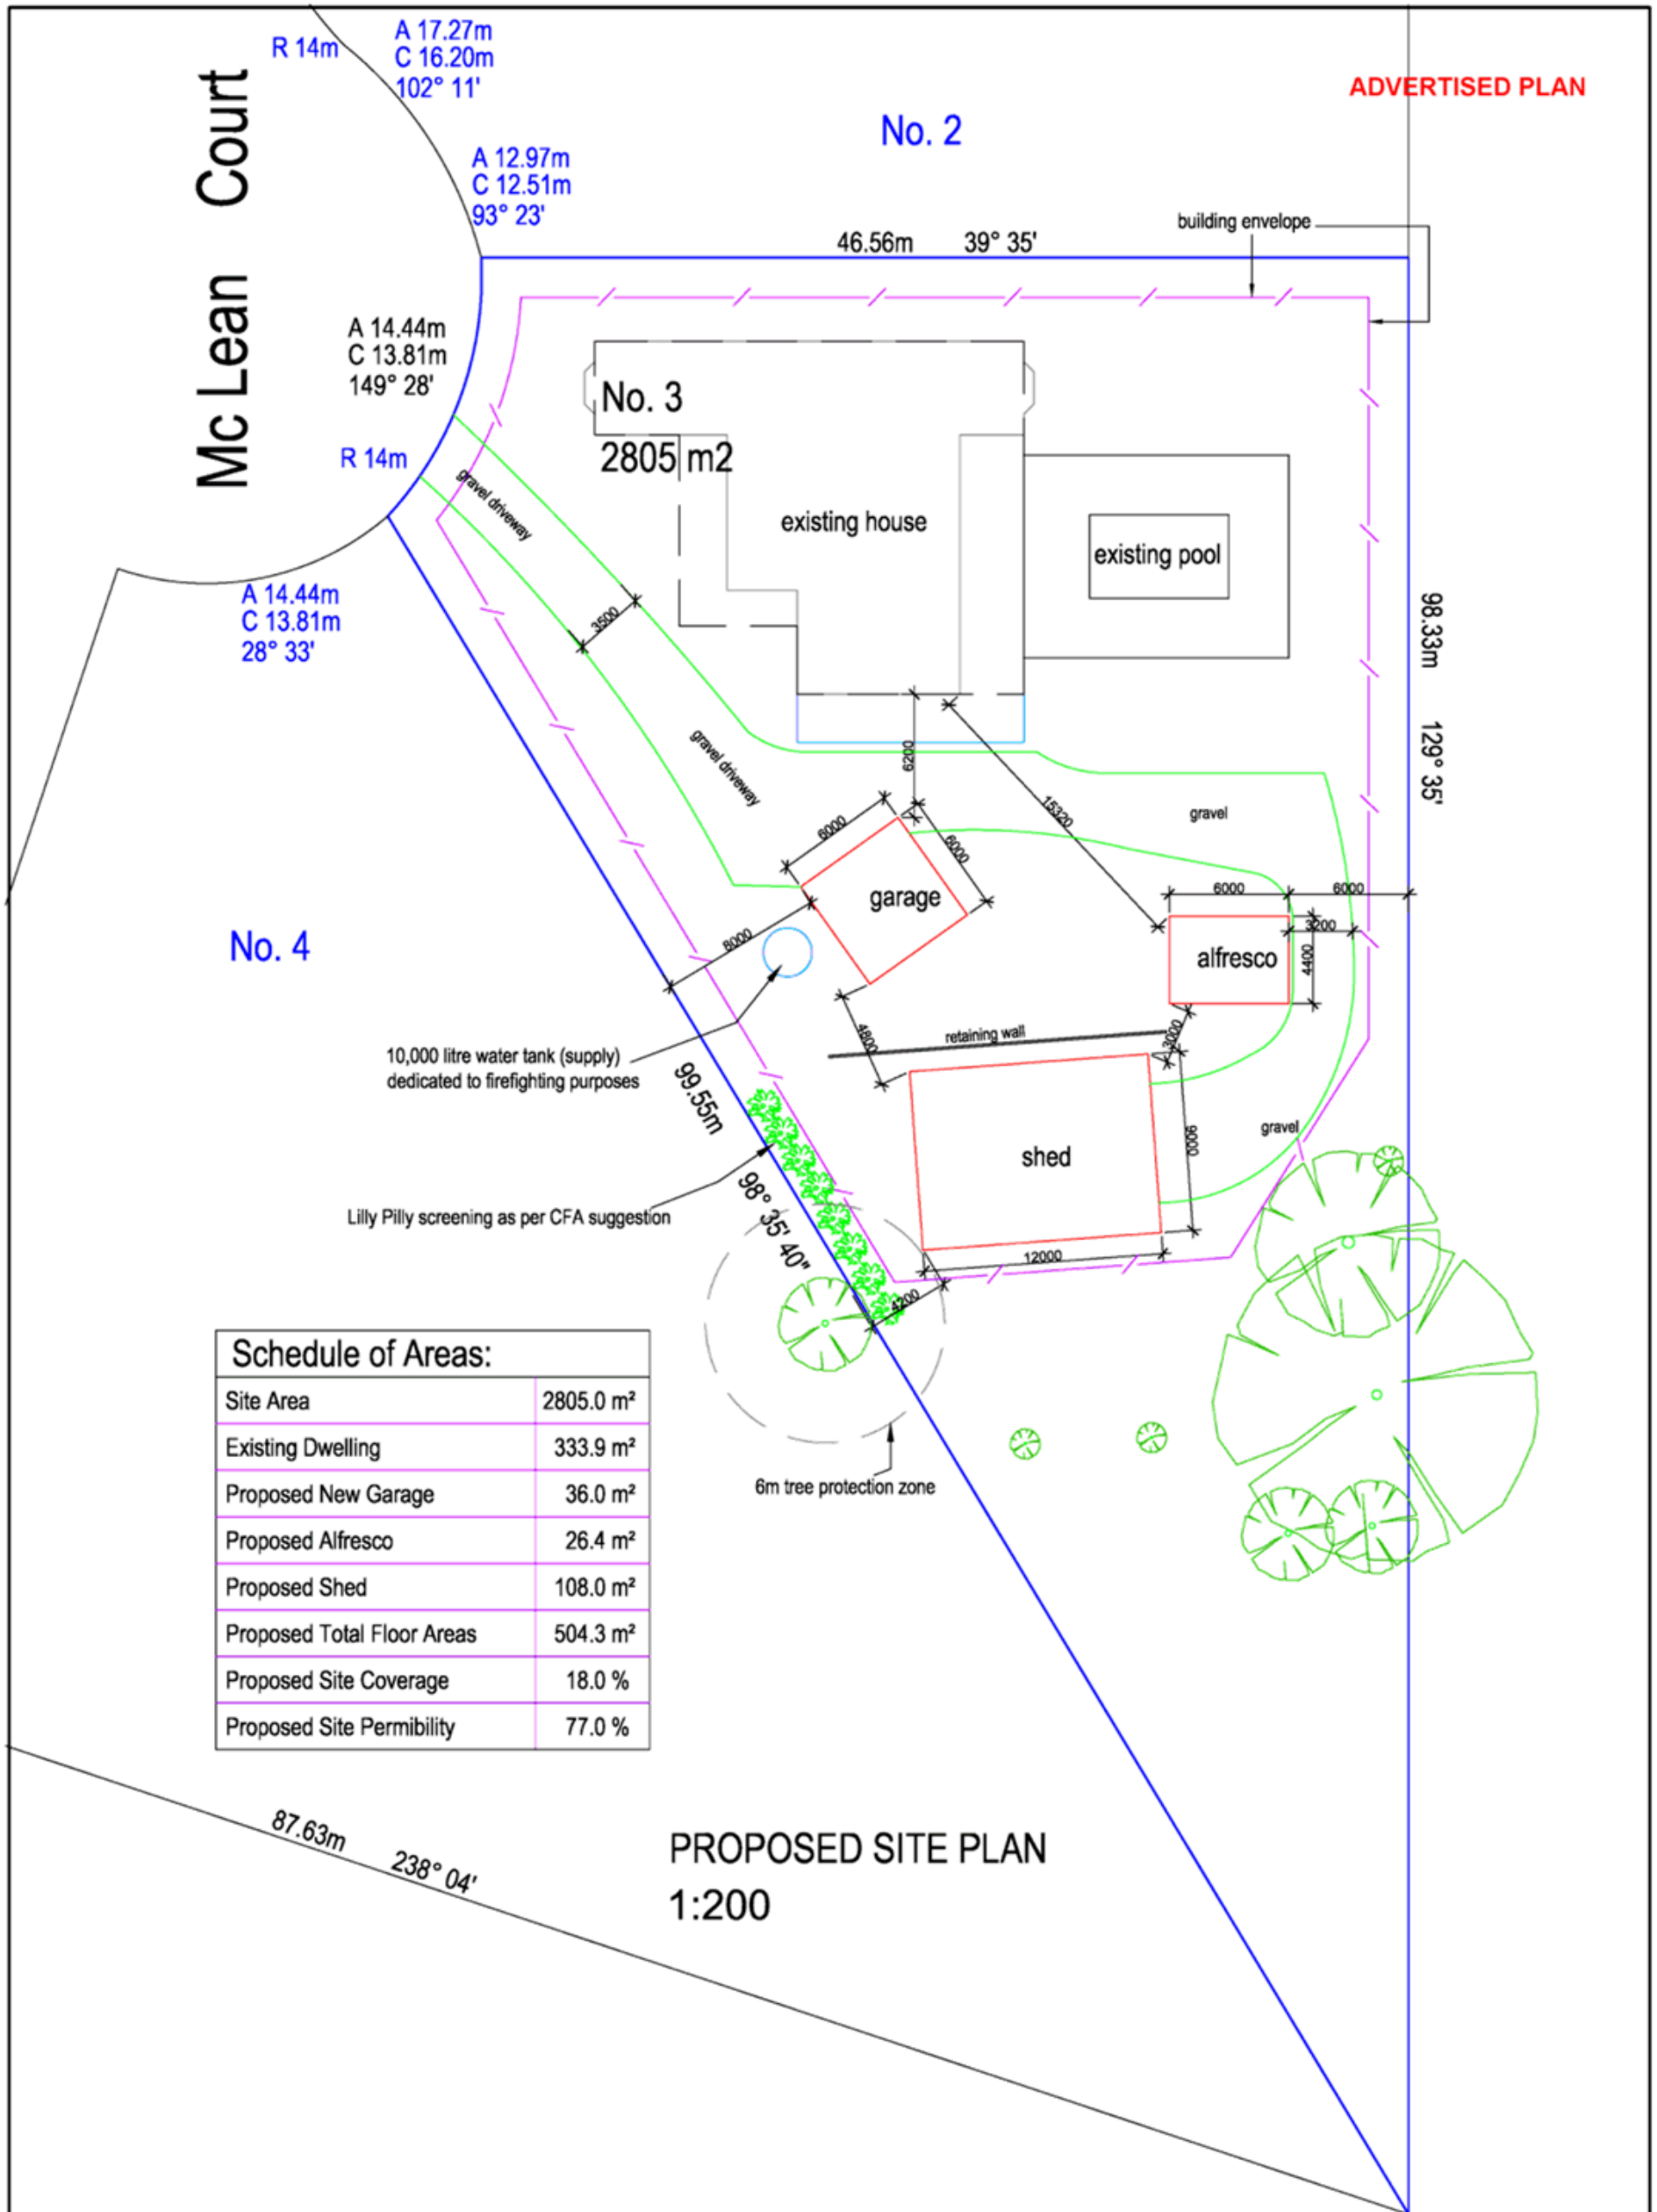 R 14m
A 17.27m
C 16.20m
102° 11'
ADVERTISED PLAN
Mc Lean Court
No. 2
A 12.97m
C 12.51m
93° 23'
building envelope
46.56m 39° 35'
A 14.44m
C 13.81m
149° 28'
No. 3
2805 m2
R 14m
gravel driveway
existing house
existing pool
A 14.44m
C 13.81m
28° 33'
3500
98.33m 129° 35'
gravel driveway
6200
15320
gravel
6000
6000
garage
6000
6000
3200
No. 4
8000
alfresco
4400
4800
retaining wall
3000
10,000 litre water tank (supply)
dedicated to firefighting purposes
99.55m 98° 35' 40"
shed
9000
gravel
Lilly Pilly screening as per CFA suggestion
12000
4200
6m tree protection zone
Schedule of Areas:
Site Area 2805.0 m²
Existing Dwelling 333.9 m²
Proposed New Garage 36.0 m²
Proposed Alfresco 26.4 m²
Proposed Shed 108.0 m²
Proposed Total Floor Areas 504.3 m²
Proposed Site Coverage 18.0 %
Proposed Site Permibility 77.0 %
87.63m 238° 04'
PROPOSED SITE PLAN
1:200